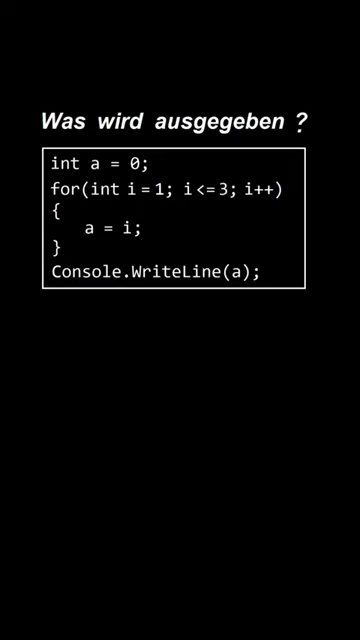 Was wird ausgegeben ?
int a = 0;
for(int i = 1; i <= 3; i++)
{
a = i;
}
Console.WriteLine(a);